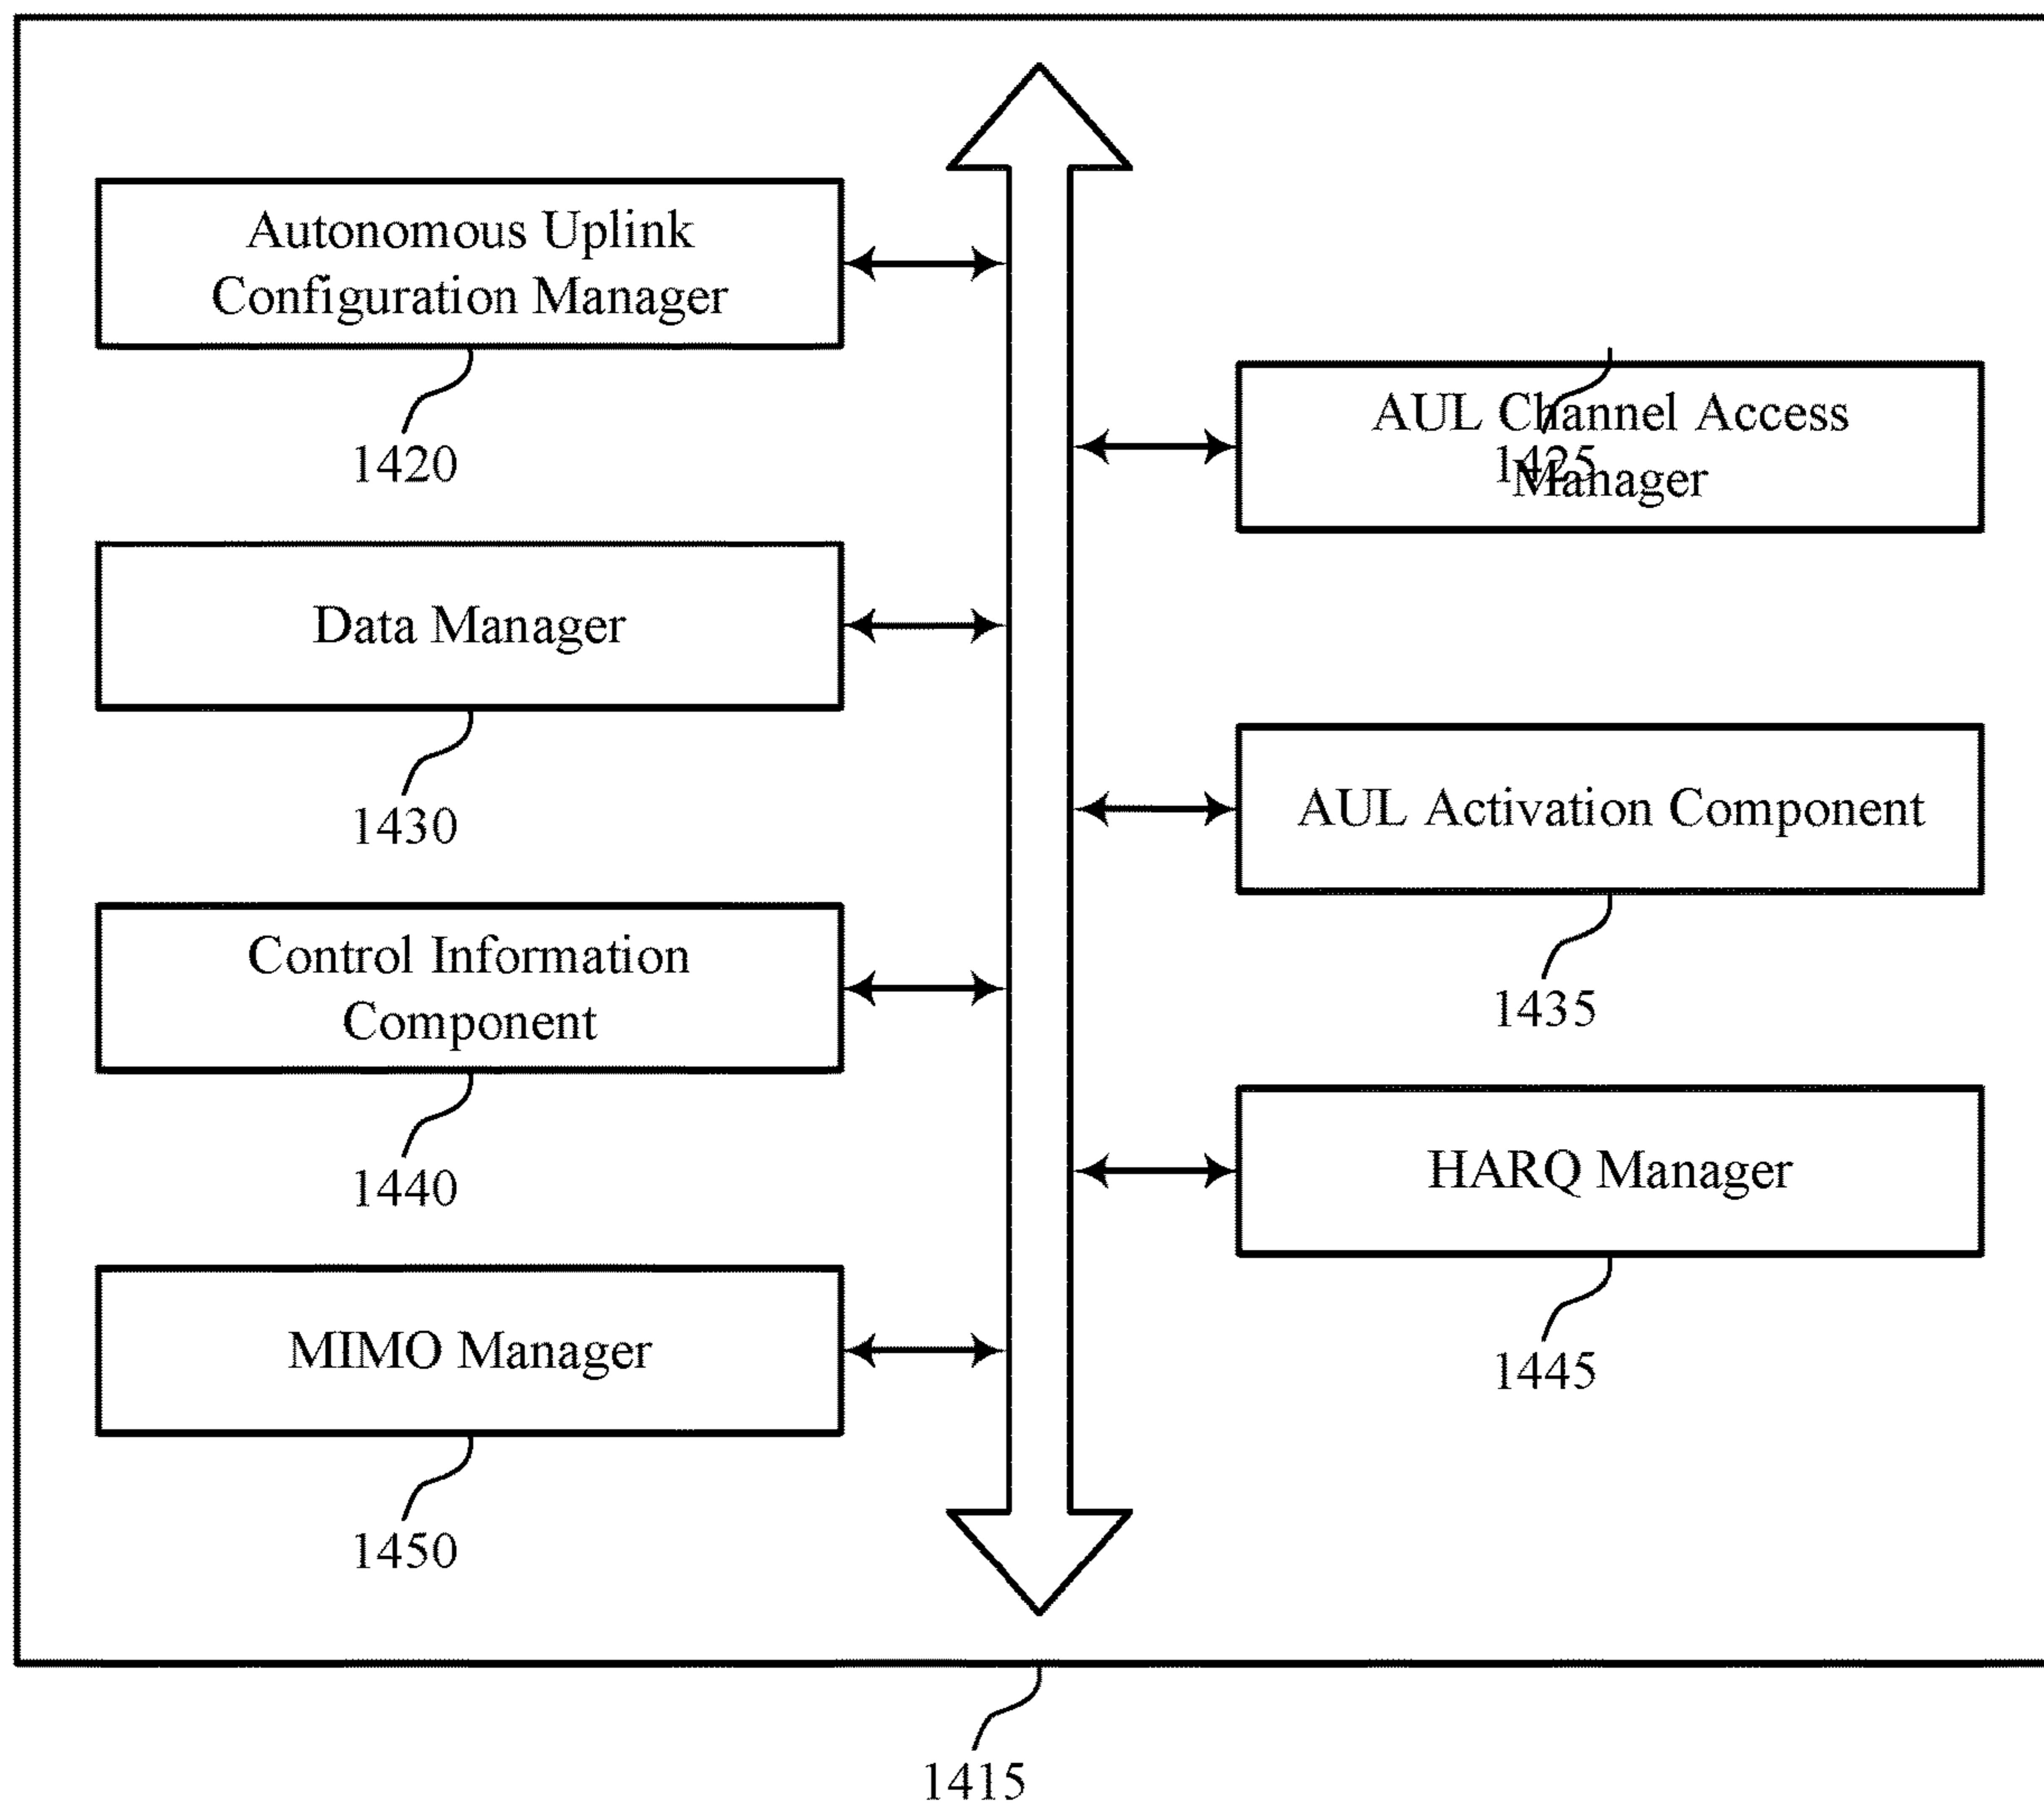 Autonomous Uplink
Configuration Manager
1420
AUL Channel Access
Manager
1425
Data Manager
1430
AUL Activation Component
1435
Control Information
Component
1440
HARQ Manager
1445
MIMO Manager
1450
1415